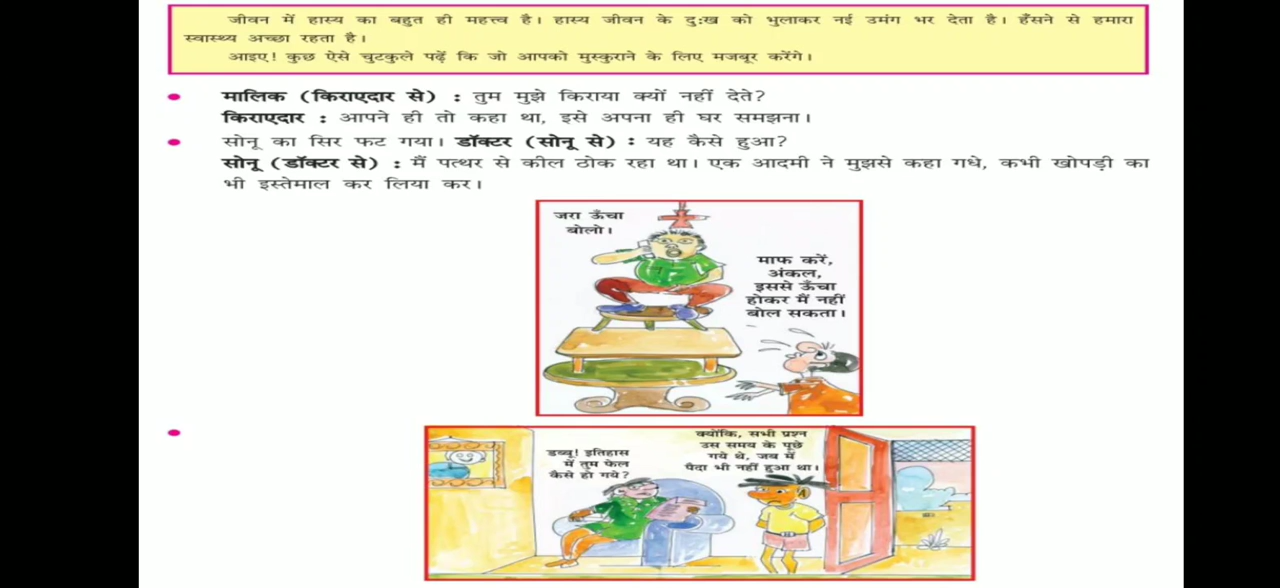 जीवन में हास्य का बहुत ही महत्त्व है। हास्य जीवन के दुःख को भुलाकर नई उमंग भर देता है। हँसने से हमारा
स्वास्थ्य अच्छा रहता है।
आइए! कुछ ऐसे चुटकुले पढ़ें कि जो आपको मुस्कुराने के लिए मजबूर करेंगे।
• मालिक (किराएदार से) : तुम मुझे किराया क्यों नहीं देते?
किराएदार : आपने ही तो कहा था, इसे अपना ही घर समझना।
• सोनू का सिर फट गया। डॉक्टर (सोनू से) : यह कैसे हुआ?
सोनू (डॉक्टर से) : मैं पत्थर से कील ठोक रहा था। एक आदमी ने मुझसे कहा गधे, कभी खोपड़ी का
भी इस्तेमाल कर लिया कर।
जरा ऊँचा
बोलो।
माफ करें,
अंकल,
इससे ऊँचा
होकर मैं नहीं
बोल सकता।
डब्बू! इतिहास
में तुम फेल
कैसे हो गये?
क्योंकि, सभी प्रश्न
उस समय के पूछे
गये थे, जब मैं
पैदा भी नहीं हुआ था।